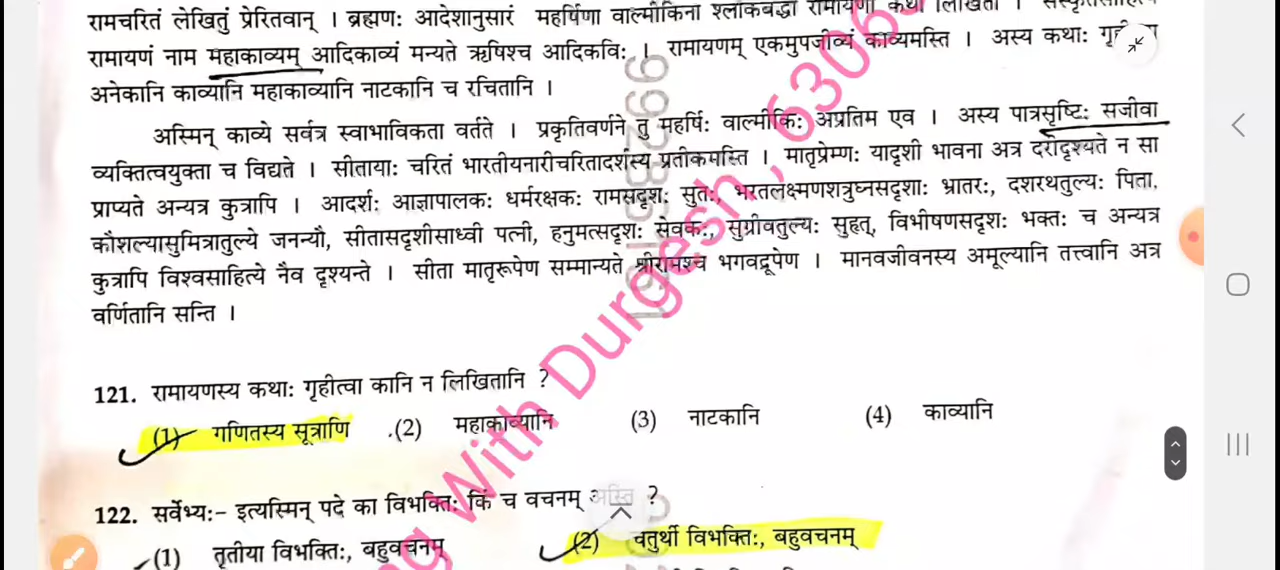 रामचरितं लेखितुं प्रेरितवान् । ब्रह्मणः आदेशानुसारं महर्षिणा वाल्मीकिना श्लोकबद्धा रामायणी कथा लिखिता । संस्कृतसाहित्ये
रामायणं नाम महाकाव्यम् आदिकाव्यं मन्यते ऋषिश्च आदिकविः । रामायणम् एकमुपजीव्यं काव्यमस्ति । अस्य कथाः
अनेकानि काव्यानि महाकाव्यानि नाटकानि च रचितानि ।
अस्मिन् काव्ये सर्वत्र स्वाभाविकता वर्तते । प्रकृतिवर्णने तु महर्षिः वाल्मीकिः अप्रतिम एव । अस्य पात्रसृष्टिः सजीवा
व्यक्तित्वयुक्ता च विद्यते । सीतायाः चरितं भारतीयनारीचरितादर्शस्य प्रतीकमस्ति । मातृप्रेम्णः यादृशी भावना अत्र दरीदृश्यते न सा
प्राप्यते अन्यत्र कुत्रापि । आदर्शः आज्ञापालकः धर्मरक्षकः रामसदृशः सुतः, भरतलक्ष्मणशत्रुघ्नसदृशाः भ्रातरः, दशरथतुल्यः पिता,
कौशल्यासुमित्रातुल्ये जनन्यौ, सीतासदृशीसाध्वी पत्नी, हनुमत्सदृशः सेवकः, सुग्रीवतुल्यः सुहृत्, विभीषणसदृशः भक्तः च अन्यत्र
कुत्रापि विश्वसाहित्ये नैव दृश्यन्ते । सीता मातृरूपेण सम्मान्यते श्रीरामश्च भगवद्रूपेण । मानवजीवनस्य अमूल्यानि तत्त्वानि अत्र
वर्णितानि सन्ति ।
121. रामायणस्य कथाः गृहीत्वा कानि न लिखितानि ?
(1) गणितस्य सूत्राणि (2) महाकाव्यानि (3) नाटकानि (4) काव्यानि
122. सर्वेभ्यः- इत्यस्मिन् पदे का विभक्तिः किं च वचनम् अस्ति ?
(1) तृतीया विभक्तिः, बहुवचनम् (2) चतुर्थी विभक्तिः, बहुवचनम्
With Durgesh, 6306